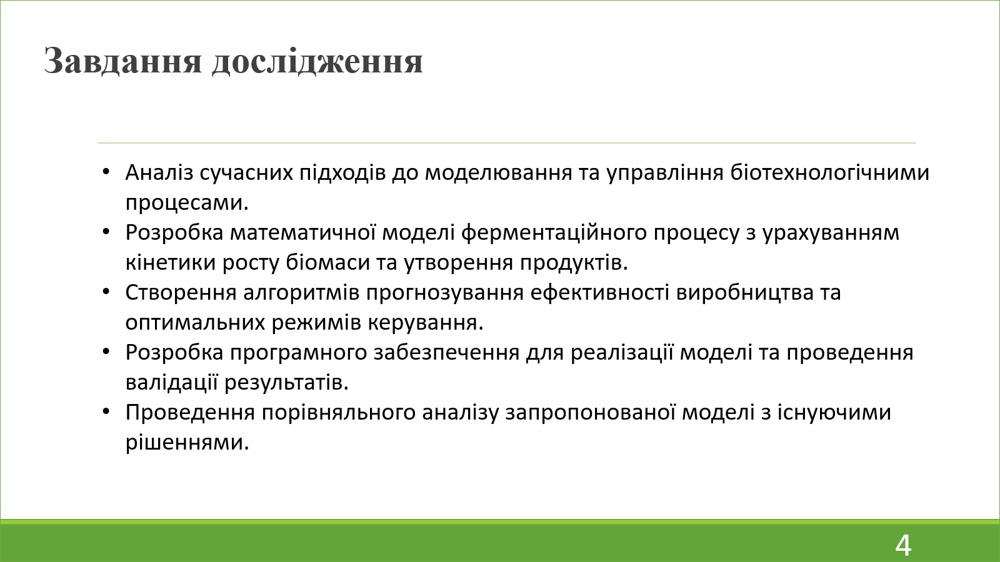 Завдання дослідження
• Аналіз сучасних підходів до моделювання та управління біотехнологічними
процесами.
• Розробка математичної моделі ферментаційного процесу з урахуванням
кінетики росту біомаси та утворення продуктів.
• Створення алгоритмів прогнозування ефективності виробництва та
оптимальних режимів керування.
• Розробка програмного забезпечення для реалізації моделі та проведення
валідації результатів.
• Проведення порівняльного аналізу запропонованої моделі з існуючими
рішеннями.
4